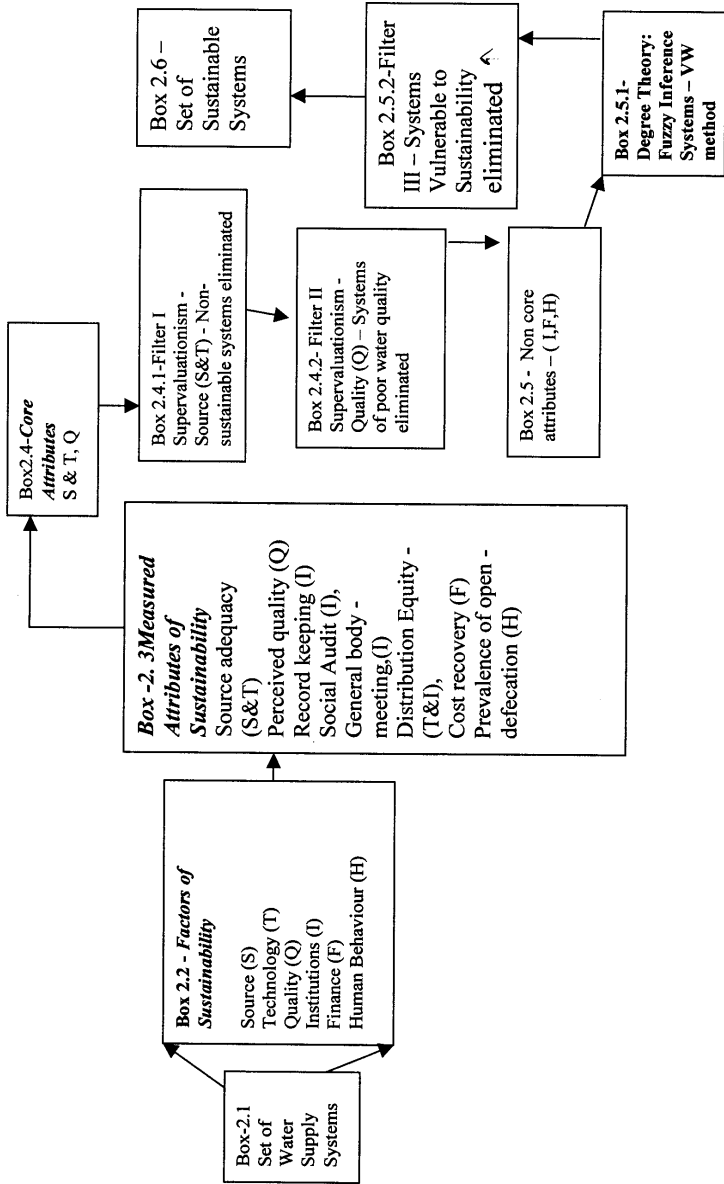 Box-2.1
Set of
Water
Supply
Systems
Box 2.2 - Factors of
Sustainability
Source (S)
Technology (T)
Quality (Q)
Institutions (I)
Finance (F)
Human Behaviour (H)
Box -2. 3Measured
Attributes of
Sustainability
Source adequacy
(S&T)
Perceived quality (Q)
Record keeping (I)
Social Audit (I),
General body -
meeting,(I)
Distribution Equity -
(T&I),
Cost recovery (F)
Prevalence of open -
defecation (H)
Box2.4-Core
Attributes
S & T, Q
Box 2.4.1-Filter I
Supervaluationism -
Source (S&T) - Non-
sustainable systems eliminated
Box 2.4.2- Filter II
Supervaluationism -
Quality (Q) – Systems
of poor water quality
eliminated
Box 2.5 - Non core
attributes – ( I,F,H)
Box 2.5.1-
Degree Theory:
Fuzzy Inference
Systems – VW
method
Box 2.5.2-Filter
III – Systems
Vulnerable to
Sustainability
eliminated
Box 2.6 –
Set of
Sustainable
Systems